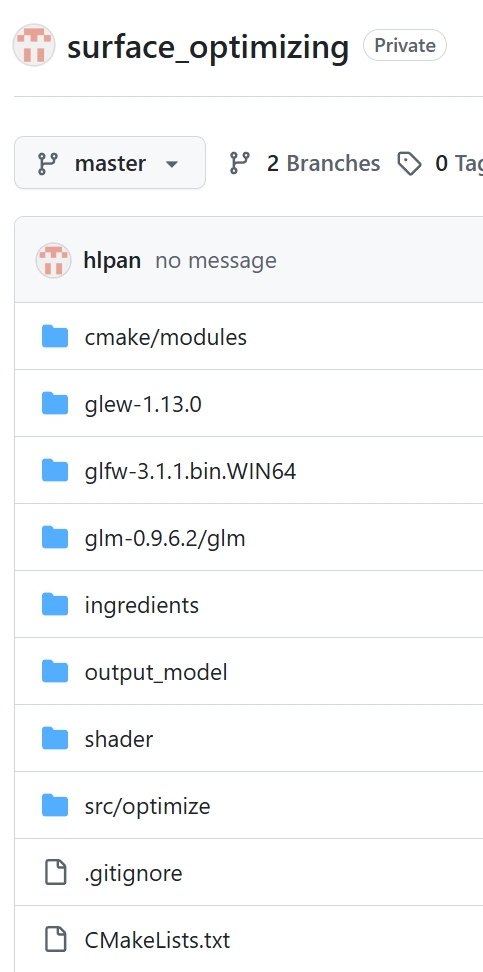 surface_optimizing Private
master 2 Branches 0 Tag
hlpan no message
cmake/modules
glew-1.13.0
glfw-3.1.1.bin.WIN64
glm-0.9.6.2/glm
ingredients
output_model
shader
src/optimize
.gitignore
CMakeLists.txt